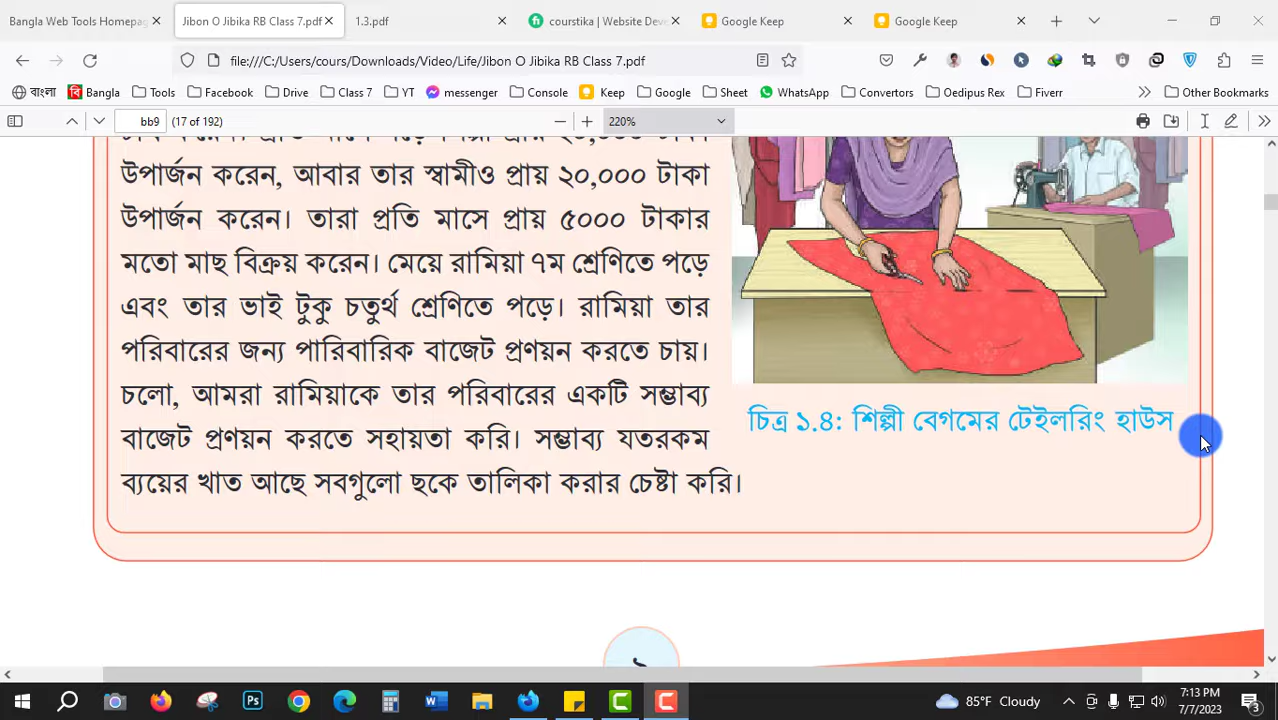 Bangla Web Tools Homepag
Jibon O Jibika RB Class 7.pdf
1.3.pdf
courstika | Website Deve
Google Keep
Google Keep
file:///C:/Users/cours/Downloads/Video/Life/Jibon O Jibika RB Class 7.pdf
বাংলা
Bangla
Tools
Facebook
Drive
Class 7
YT
messenger
Console
Keep
Google
Sheet
WhatsApp
Convertors
Oedipus Rex
Fiverr
Other Bookmarks
bb9
(17 of 192)
220%
উপার্জন করেন, আবার তার স্বামীও প্রায় ২০,০০০ টাকা
উপার্জন করেন। তারা প্রতি মাসে প্রায় ৫০০০ টাকার
মতো মাছ বিক্রয় করেন। মেয়ে রামিয়া ৭ম শ্রেণিতে পড়ে
এবং তার ভাই টুকু চতুর্থ শ্রেণিতে পড়ে। রামিয়া তার
পরিবারের জন্য পারিবারিক বাজেট প্রণয়ন করতে চায়।
চলো, আমরা রামিয়াকে তার পরিবারের একটি সম্ভাব্য
বাজেট প্রণয়ন করতে সহায়তা করি। সম্ভাব্য যতরকম
ব্যয়ের খাত আছে সবগুলো ছকে তালিকা করার চেষ্টা করি।
চিত্র ১.৪: শিল্পী বেগমের টেইলরিং হাউস
85°F Cloudy
7:13 PM
7/7/2023